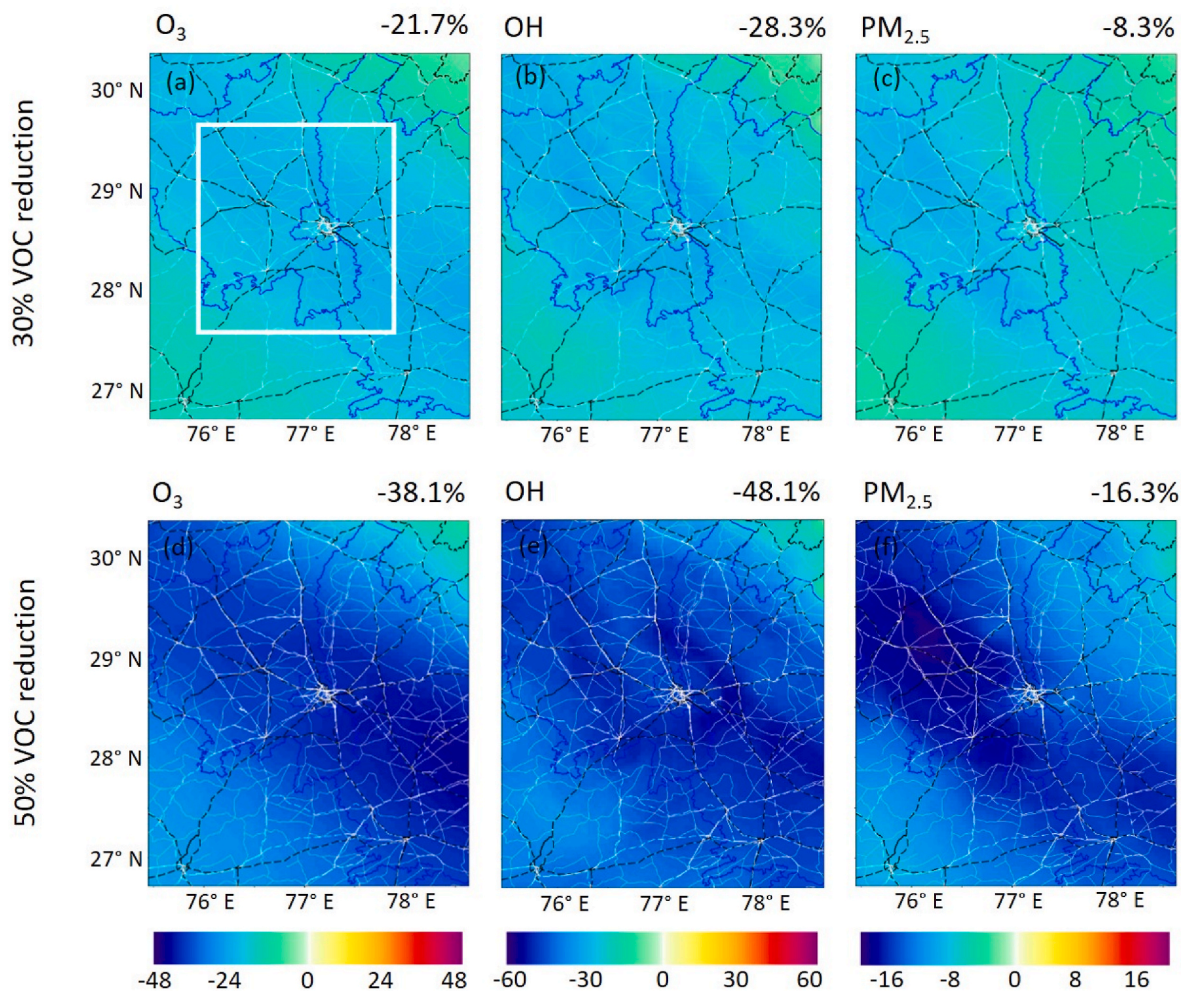 O₃ -21.7% OH -28.3% PM₂.₅ -8.3%
30% VOC reduction
(a) (b) (c)
30° N
29° N
28° N
27° N
76° E 77° E 78° E 76° E 77° E 78° E 76° E 77° E 78° E
O₃ -38.1% OH -48.1% PM₂.₅ -16.3%
50% VOC reduction
(d) (e) (f)
30° N
29° N
28° N
27° N
76° E 77° E 78° E 76° E 77° E 78° E 76° E 77° E 78° E
-48 -24 0 24 48 -60 -30 0 30 60 -16 -8 0 8 16